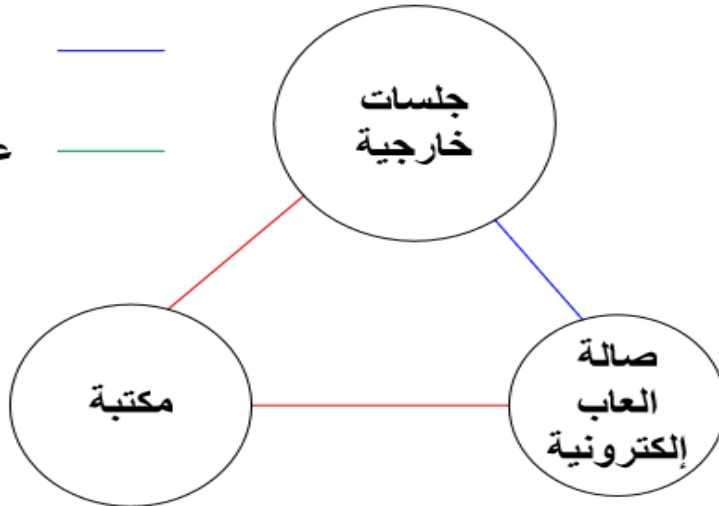 جلسات
خارجية
مكتبة
صالة
العاب
إلكترونية